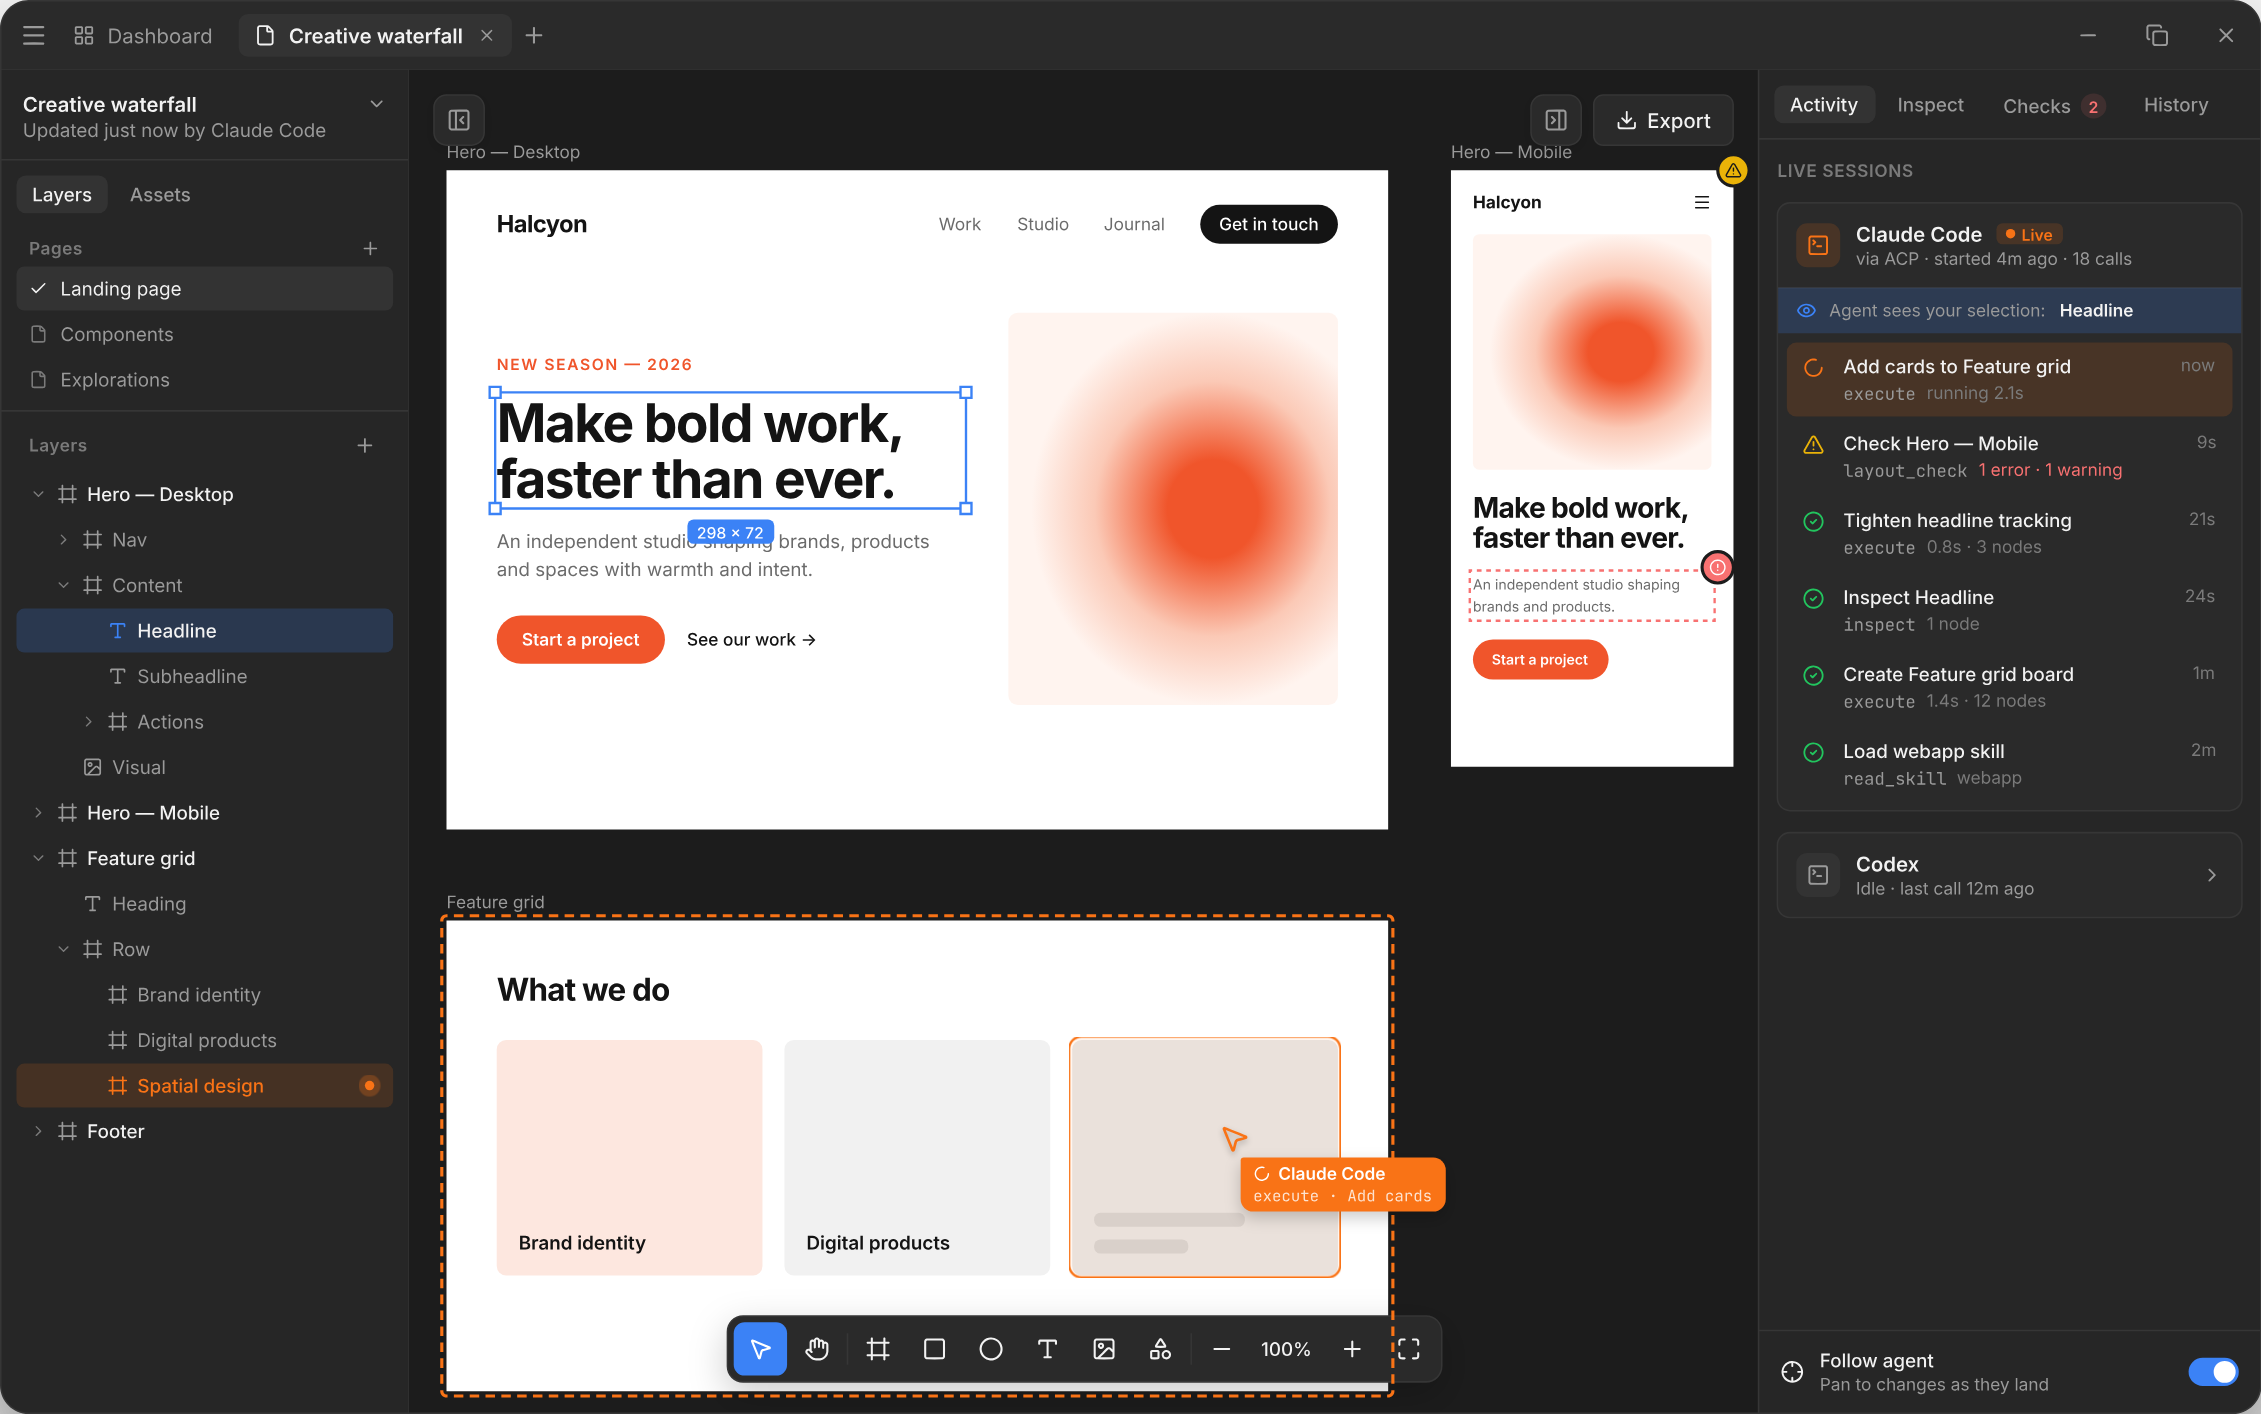 Dashboard
Creative waterfall
Creative waterfall
Updated just now by Claude Code
Layers
Assets
Pages
Landing page
Components
Explorations
Layers
Hero — Desktop
Nav
Content
Headline
Subheadline
Actions
Visual
Hero — Mobile
Feature grid
Heading
Row
Brand identity
Digital products
Spatial design
Footer
Export
Hero — Desktop
Halcyon
Work
Studio
Journal
Get in touch
NEW SEASON — 2026
Make bold work,
faster than ever.
298 × 72
An independent studio shaping brands, products
and spaces with warmth and intent.
Start a project
See our work →
Hero — Mobile
Halcyon
Make bold work,
faster than ever.
An independent studio shaping
brands and products.
Start a project
Feature grid
What we do
Brand identity
Digital products
Claude Code
execute · Add cards
100%
Activity
Inspect
Checks 2
History
LIVE SESSIONS
Claude Code Live
via ACP · started 4m ago · 18 calls
Agent sees your selection: Headline
Add cards to Feature grid now
execute running 2.1s
Check Hero — Mobile 9s
layout_check 1 error · 1 warning
Tighten headline tracking 21s
execute 0.8s · 3 nodes
Inspect Headline 24s
inspect 1 node
Create Feature grid board 1m
execute 1.4s · 12 nodes
Load webapp skill 2m
read_skill webapp
Codex
Idle · last call 12m ago
Follow agent
Pan to changes as they land